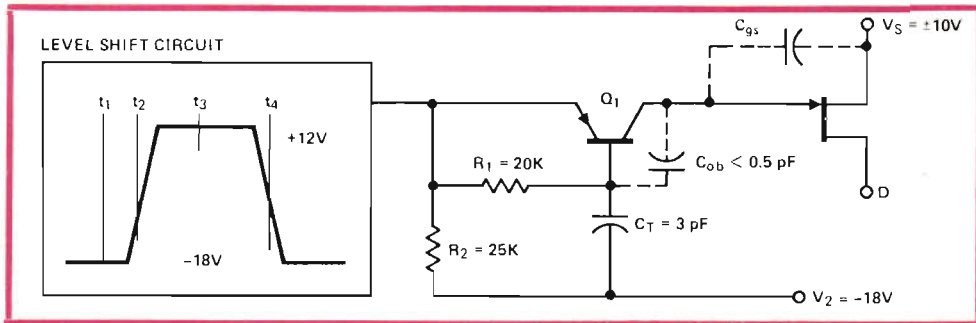 LEVEL SHIFT CIRCUIT
t1 t2 t3 t4
+12V
-18V
Cgs
VS = ±10V
Q1
R1 = 20K
Cob < 0.5 pF
D
R2 = 25K
CT = 3 pF
V2 = -18V